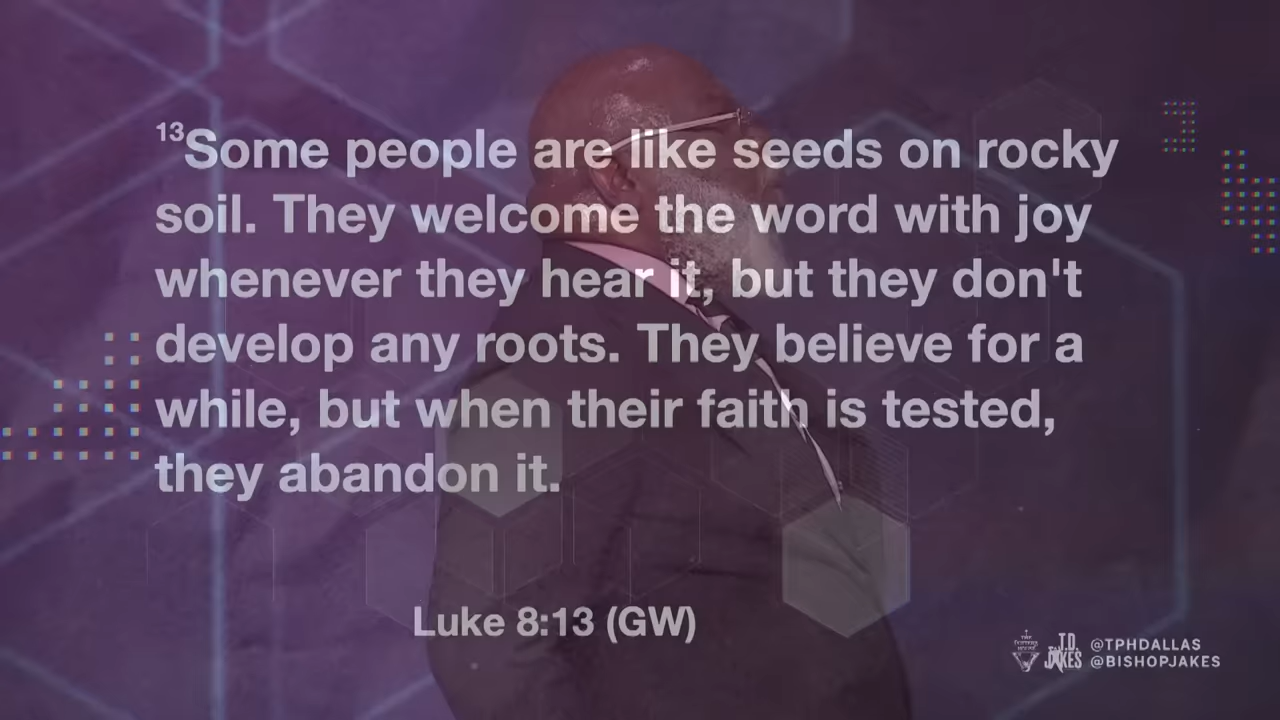 ¹³Some people are like seeds on rocky
soil. They welcome the word with joy
whenever they hear it, but they don't
develop any roots. They believe for a
while, but when their faith is tested,
they abandon it.
Luke 8:13 (GW)
T.D.
JAKES
@TPHDALLAS
@BISHOPJAKES